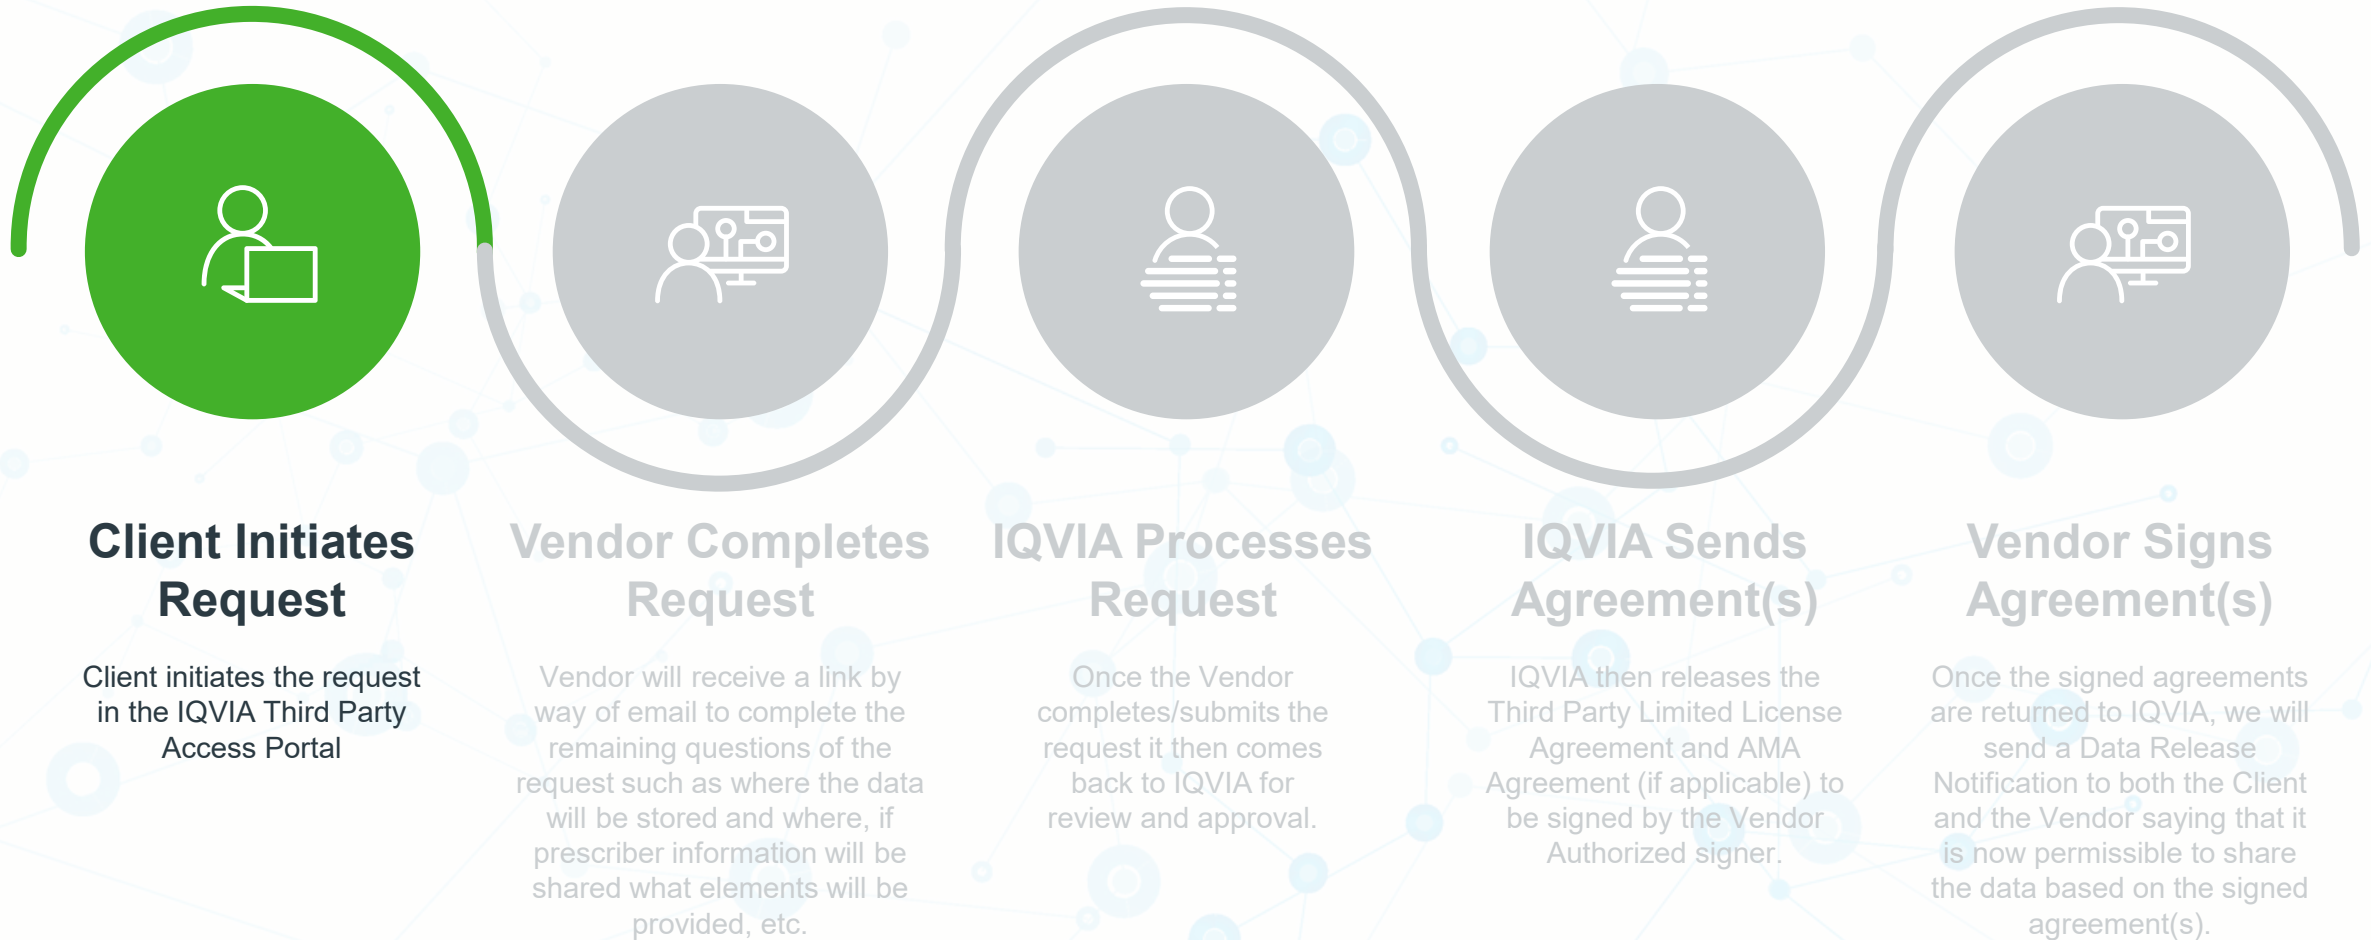 Client Initiates
Request
Client initiates the request
in the IQVIA Third Party
Access Portal
Vendor Completes
Request
Vendor will receive a link by
way of email to complete the
remaining questions of the
request such as where the data
will be stored and where, if
prescriber information will be
shared what elements will be
provided, etc.
IQVIA Processes
Request
Once the Vendor
completes/submits the
request it then comes
back to IQVIA for
review and approval.
IQVIA Sends
Agreement(s)
IQVIA then releases the
Third Party Limited License
Agreement and AMA
Agreement (if applicable) to
be signed by the Vendor
Authorized signer.
Vendor Signs
Agreement(s)
Once the signed agreements
are returned to IQVIA, we will
send a Data Release
Notification to both the Client
and the Vendor saying that it
is now permissible to share
the data based on the signed
agreement(s).